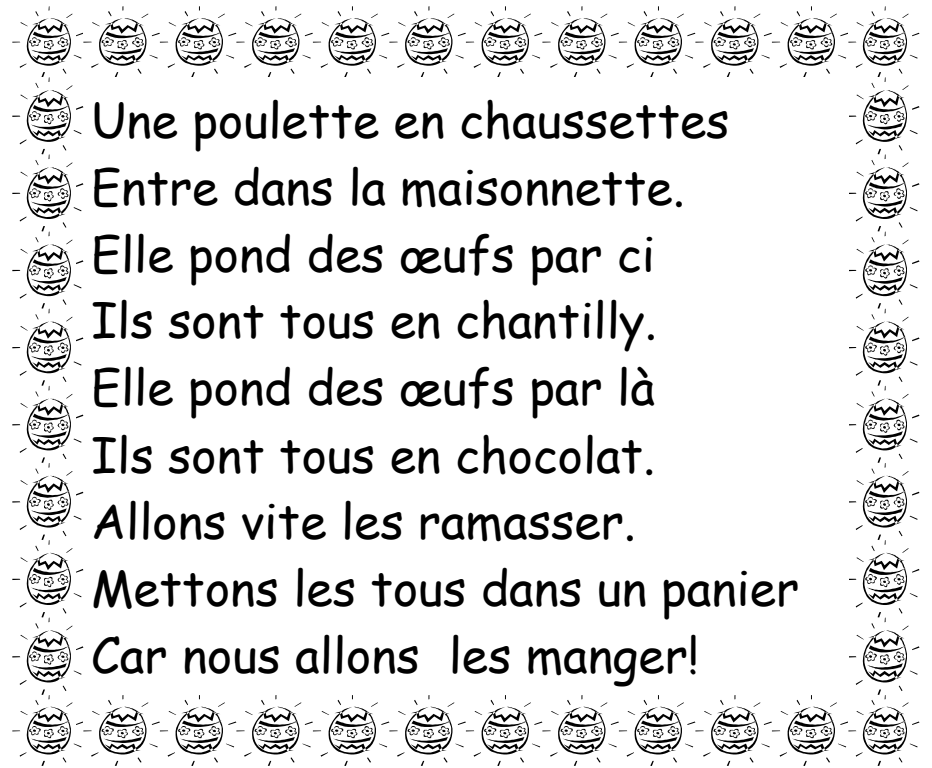 Une poulette en chaussettes
Entre dans la maisonnette.
Elle pond des œufs par ci
Ils sont tous en chantilly.
Elle pond des œufs par là
Ils sont tous en chocolat.
Allons vite les ramasser.
Mettons les tous dans un panier
Car nous allons  les manger!